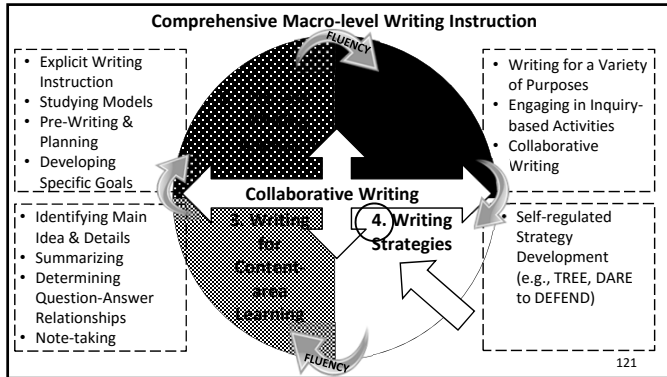 Comprehensive Macro-level Writing Instruction
FLUENCY
• Explicit Writing
Instruction
• Studying Models
• Pre-Writing &
Planning
• Developing
Specific Goals
• Writing for a Variety
of Purposes
• Engaging in Inquiry-
based Activities
• Collaborative
Writing
Collaborative Writing
• Identifying Main
Idea & Details
• Summarizing
• Determining
Question-Answer
Relationships
• Note-taking
3. Writing
for
Content-
area
Learning
4. Writing
Strategies
• Self-regulated
Strategy
Development
(e.g., TREE, DARE
to DEFEND)
FLUENCY
121